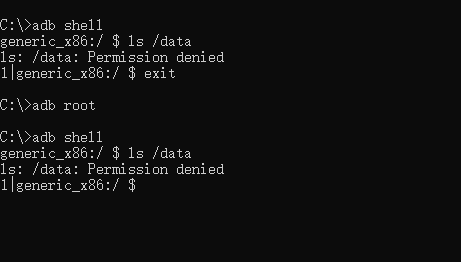 C:\>adb shell
generic_x86:/ $ ls /data
ls: /data: Permission denied
1|generic_x86:/ $ exit
C:\>adb root
C:\>adb shell
generic_x86:/ $ ls /data
ls: /data: Permission denied
1|generic_x86:/ $